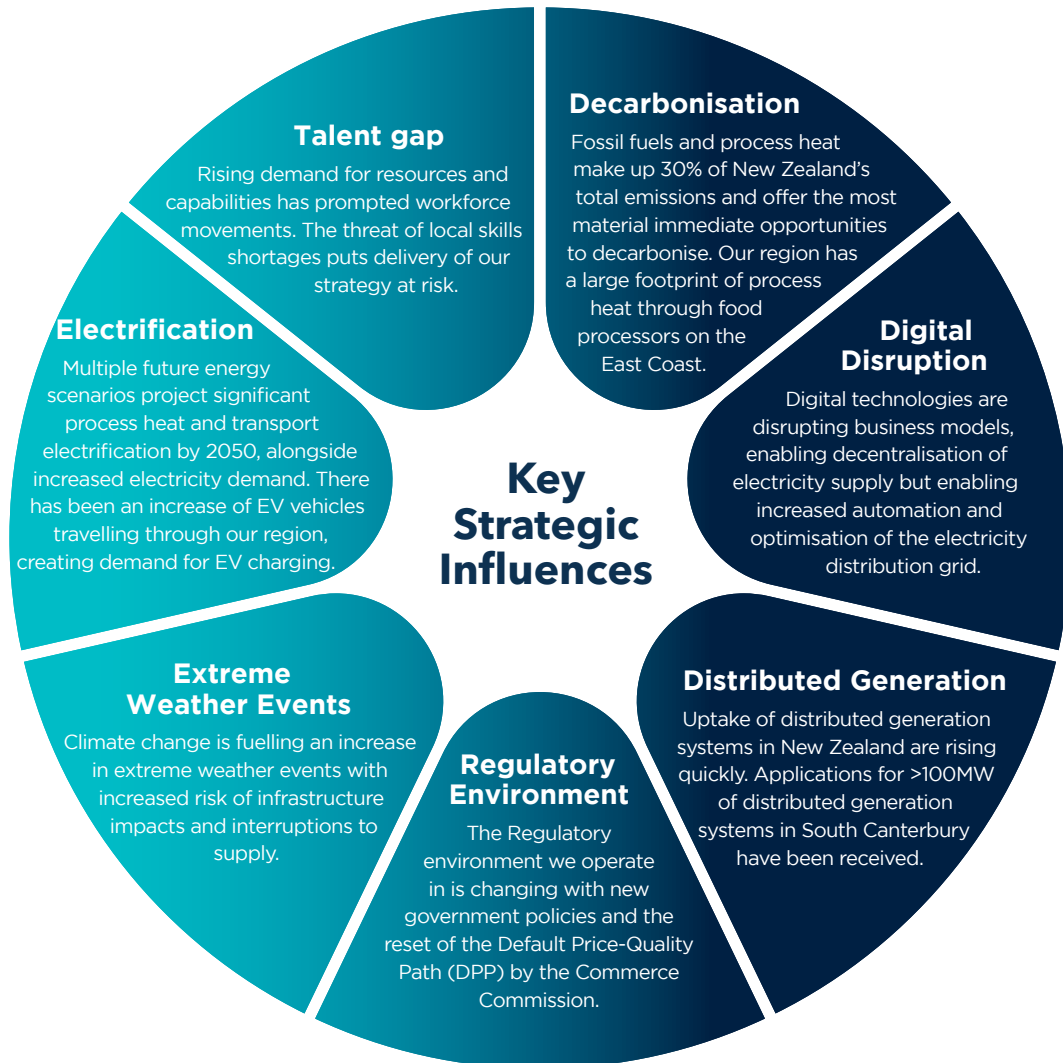 Key
Strategic
Influences
Decarbonisation
Fossil fuels and process heat
make up 30% of New Zealand's
total emissions and offer the most
material immediate opportunities
to decarbonise. Our region has
a large footprint of process
heat through food
processors on the
East Coast.
Digital
Disruption
Digital technologies are
disrupting business models,
enabling decentralisation of
electricity supply but enabling
increased automation and
optimisation of the electricity
distribution grid.
Distributed Generation
Uptake of distributed generation
systems in New Zealand are rising
quickly. Applications for >100MW
of distributed generation
systems in South Canterbury
have been received.
Regulatory
Environment
The Regulatory
environment we operate
in is changing with new
government policies and the
reset of the Default Price-Quality
Path (DPP) by the Commerce
Commission.
Extreme
Weather Events
Climate change is fuelling an increase
in extreme weather events with
increased risk of infrastructure
impacts and interruptions to
supply.
Electrification
Multiple future energy
scenarios project significant
process heat and transport
electrification by 2050, alongside
increased electricity demand. There
has been an increase of EV vehicles
travelling through our region,
creating demand for EV charging.
Talent gap
Rising demand for resources and
capabilities has prompted workforce
movements. The threat of local skills
shortages puts delivery of our
strategy at risk.